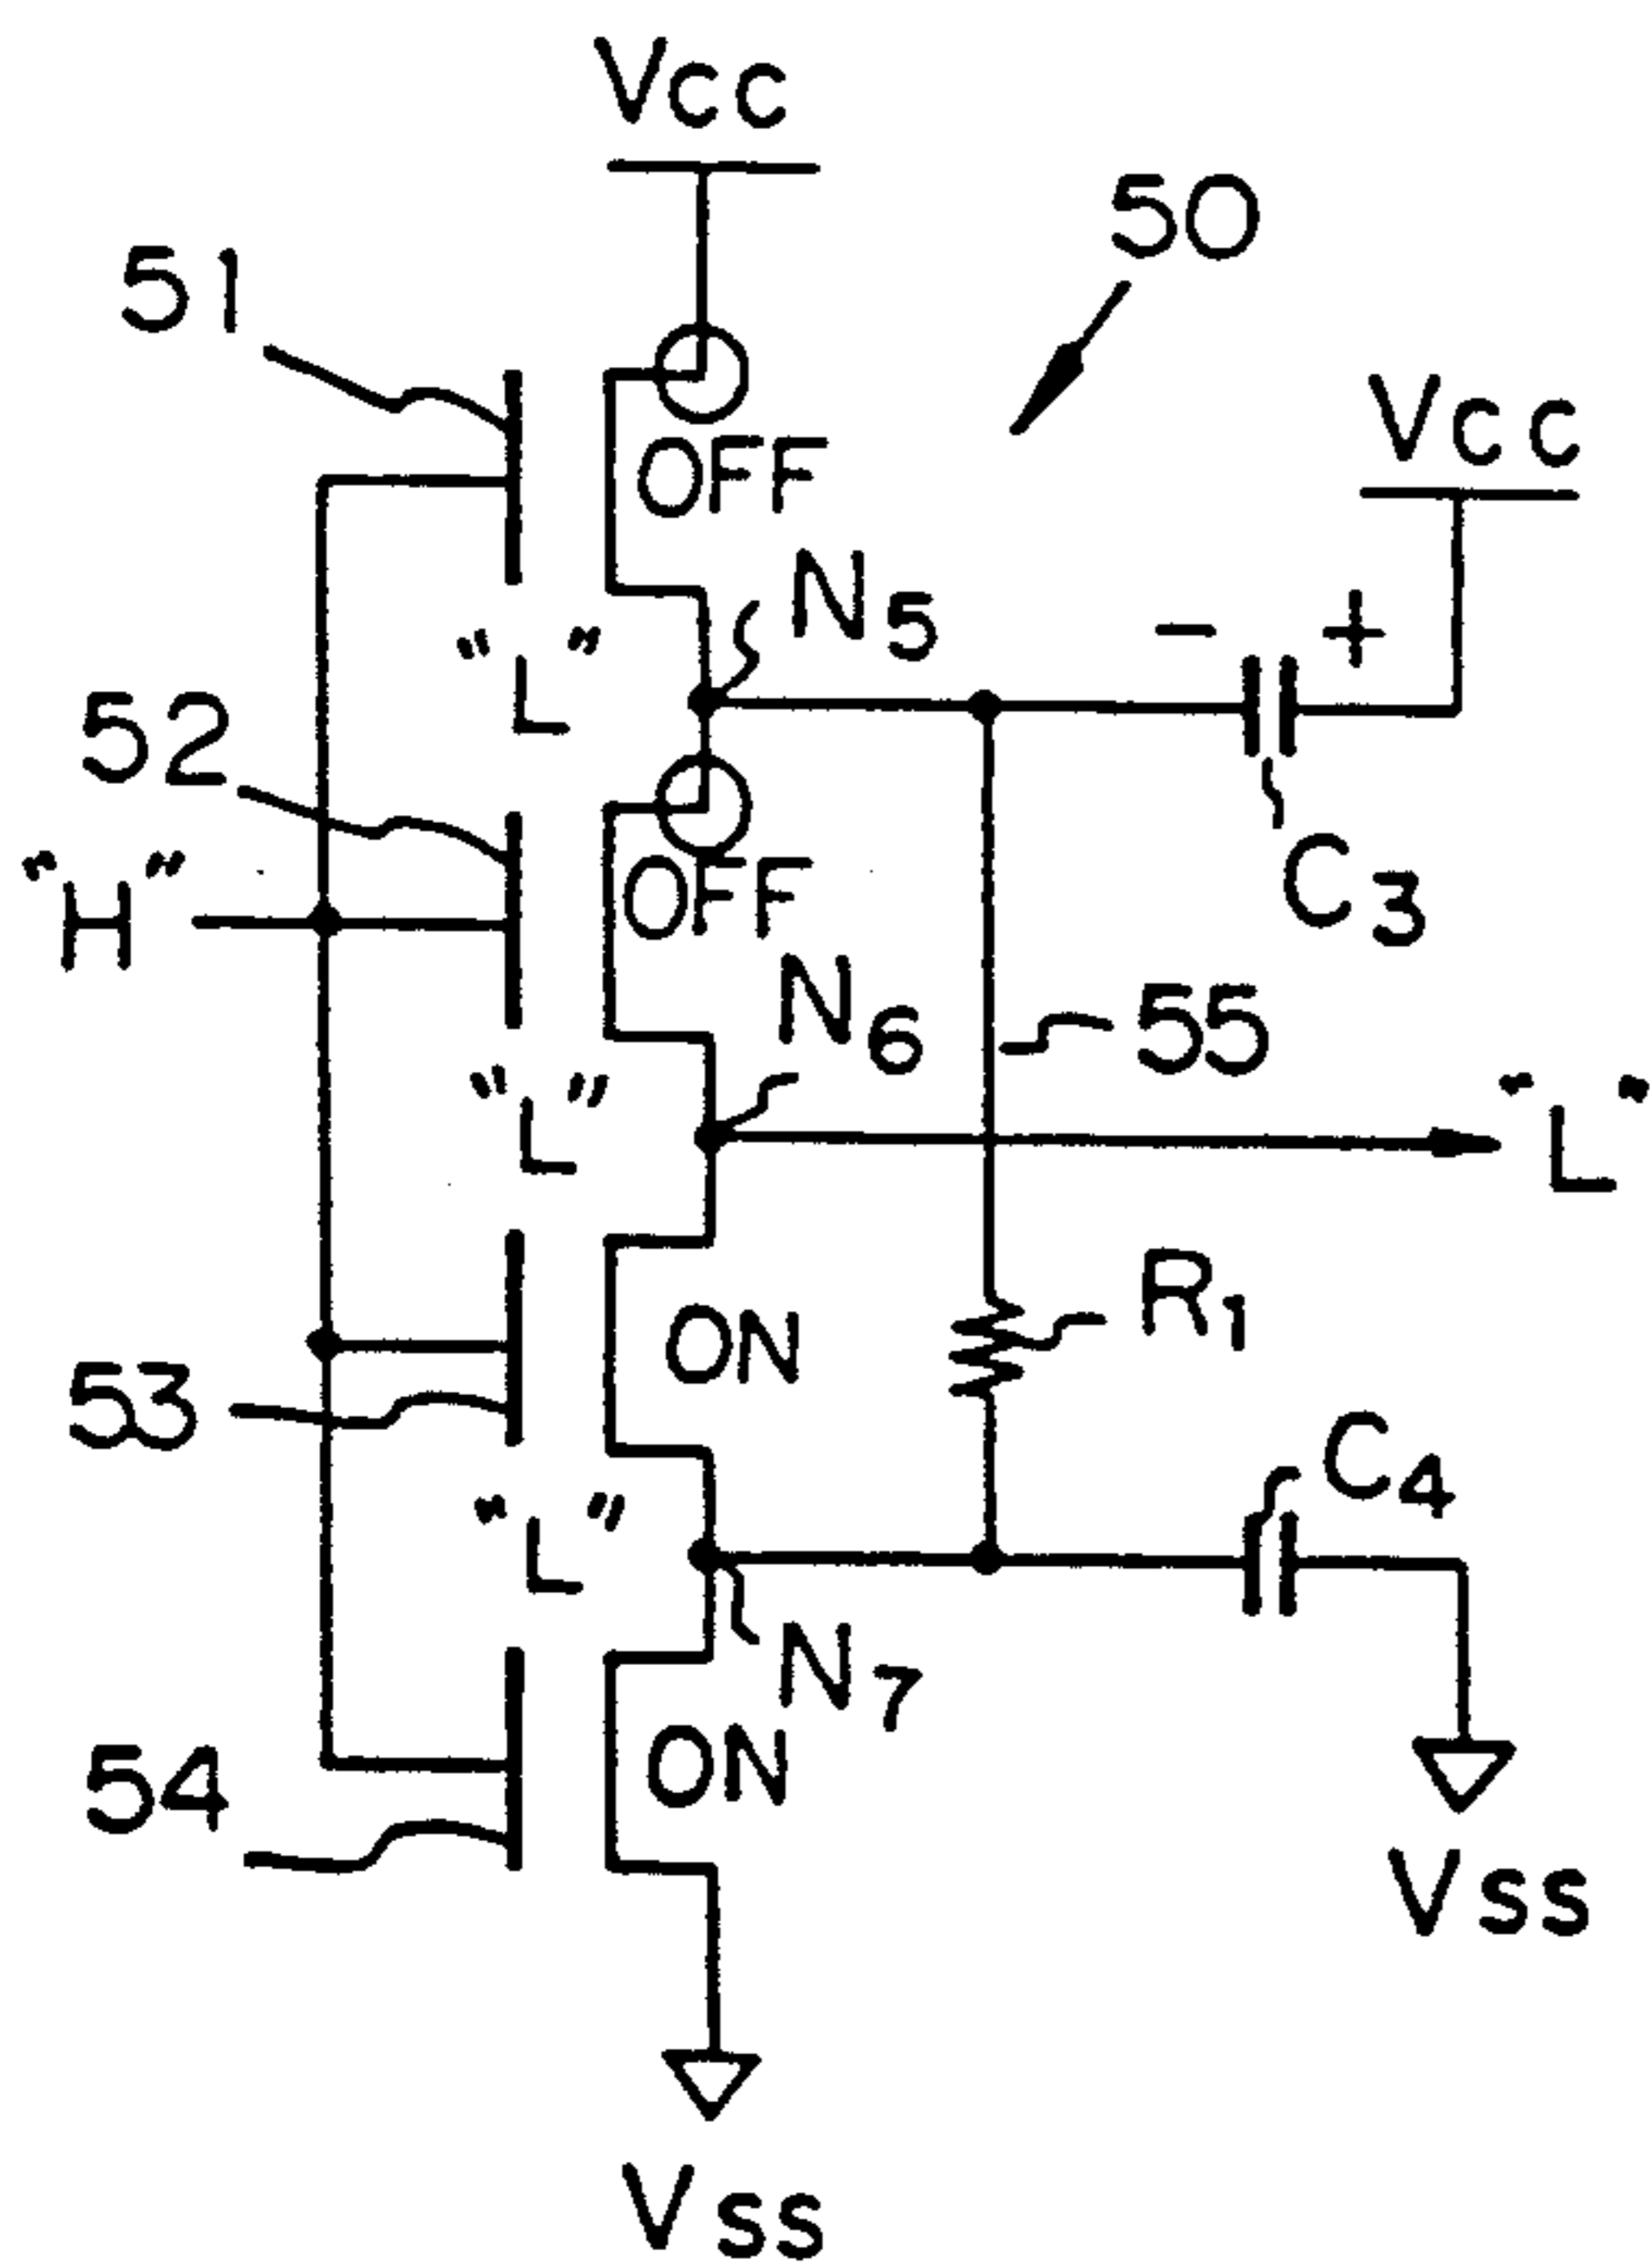 Vcc
50
51
Vcc
OFF
N5
- +
"L"
52
C3
"H"
OFF
N6
55
"L"
"L"
R1
ON
53
C4
"L"
N7
54
ON
Vss
Vss